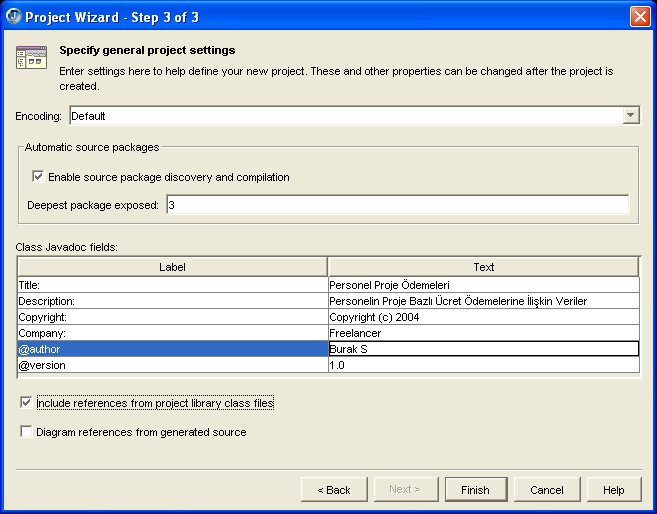 Project Wizard - Step 3 of 3
Specify general project settings
Enter settings here to help define your new project. These and other properties can be changed after the project is
created.
Encoding: Default
Automatic source packages
Enable source package discovery and compilation
Deepest package exposed: 3
Class Javadoc fields:
Label Text
Title: Personel Proje Ödemeleri
Description: Personelin Proje Bazlı Ücret Ödemelerine İlişkin Veriler
Copyright: Copyright (c) 2004
Company: Freelancer
@author Burak S
@version 1.0
Include references from project library class files
Diagram references from generated source
< Back Next > Finish Cancel Help